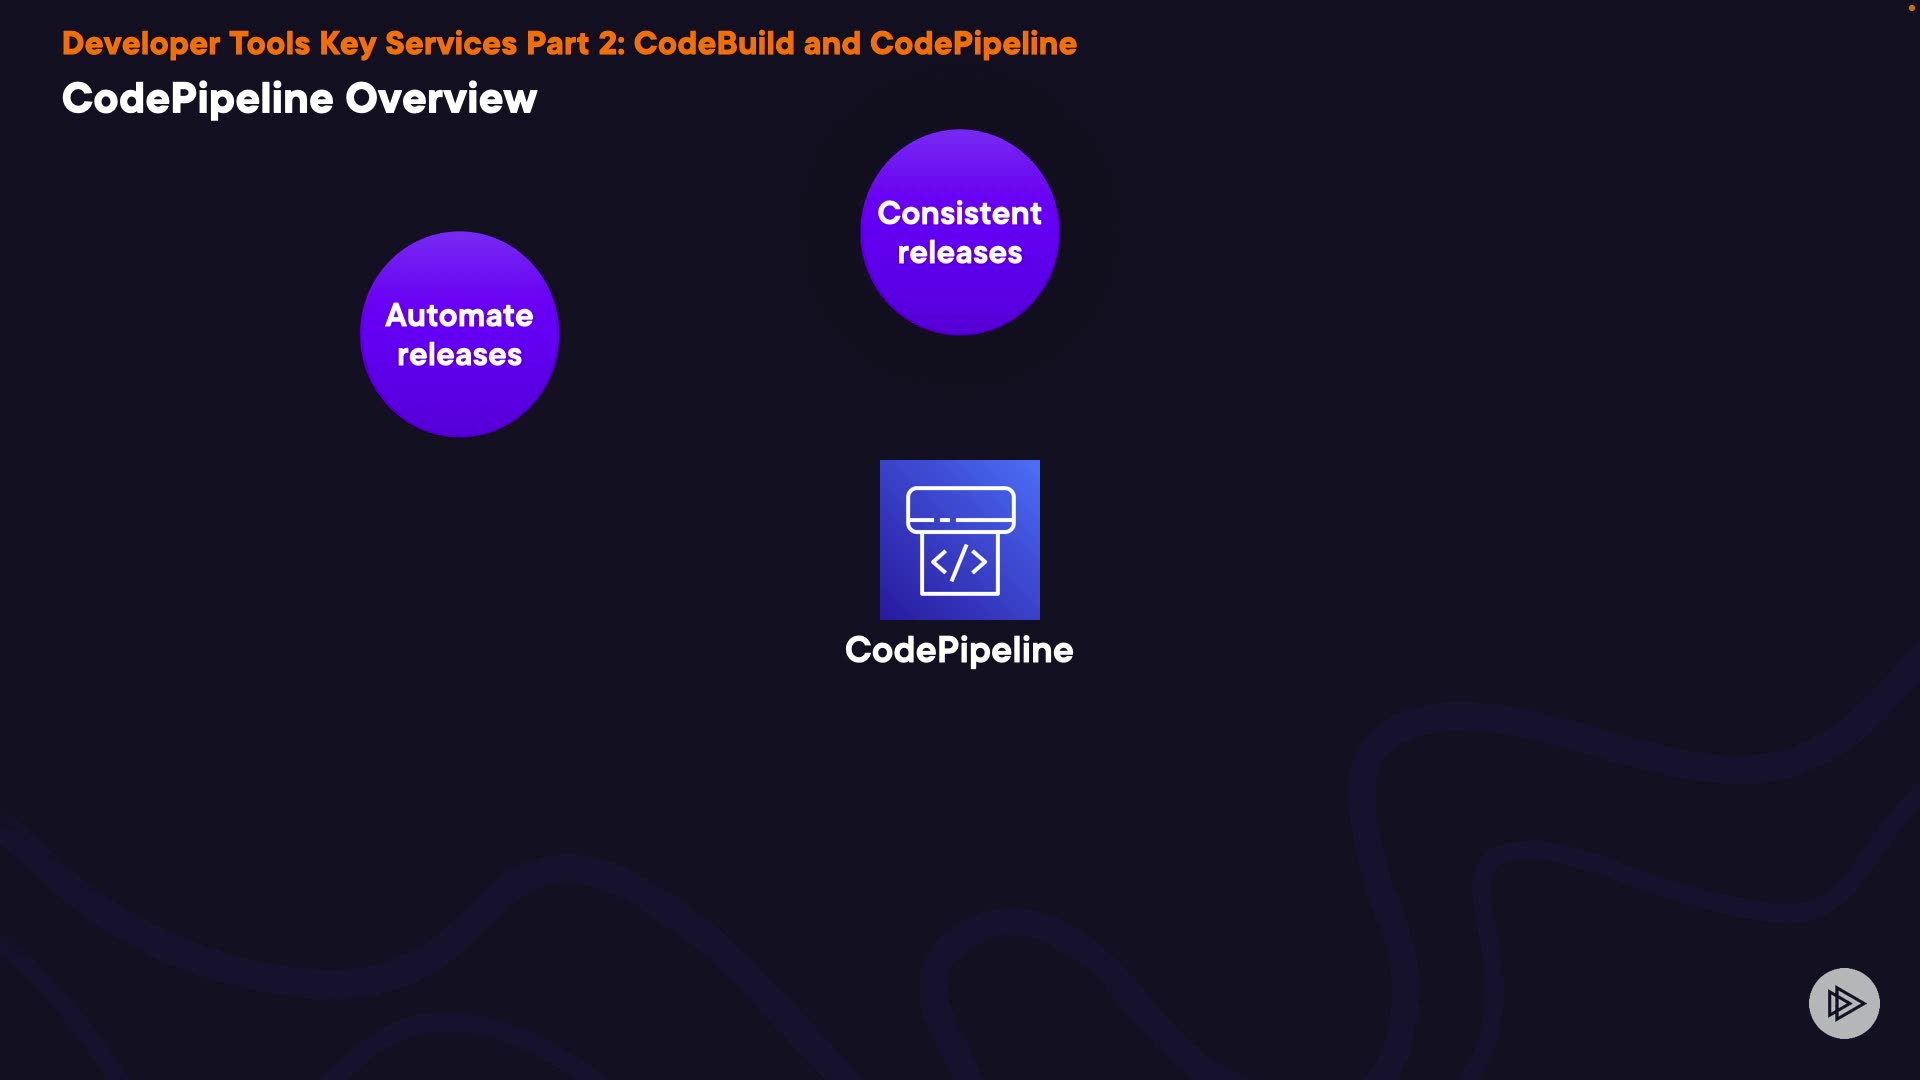 Developer Tools Key Services Part 2: CodeBuild and CodePipeline
CodePipeline Overview
Consistent
releases
Automate
releases
</>
CodePipeline